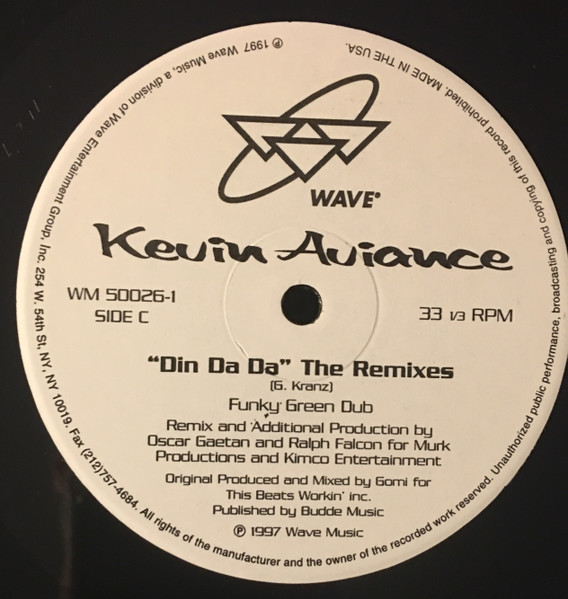 WAVE®
Kevin Aviance
WM 50026-1
SIDE C
33 1/3 RPM
"Din Da Da" The Remixes
(G. Kranz)
Funky Green Dub
Remix and Additional Production by
Oscar Gaetan and Ralph Falcon for Murk
Productions and Kimco Entertainment
Original Produced and Mixed by Gomi for
This Beats Workin' inc.
Published by Budde Music
℗ 1997 Wave Music
℗ 1997 Wave Music, a division of Wave Entertainment Group, Inc. 254 W. 54th St, NY, NY 10019. Fax (212)757-4684. All rights of the manufacturer and the owner of the recorded work reserved. Unauthorized public performance, broadcasting and copying of this record prohibited. MADE IN THE USA.